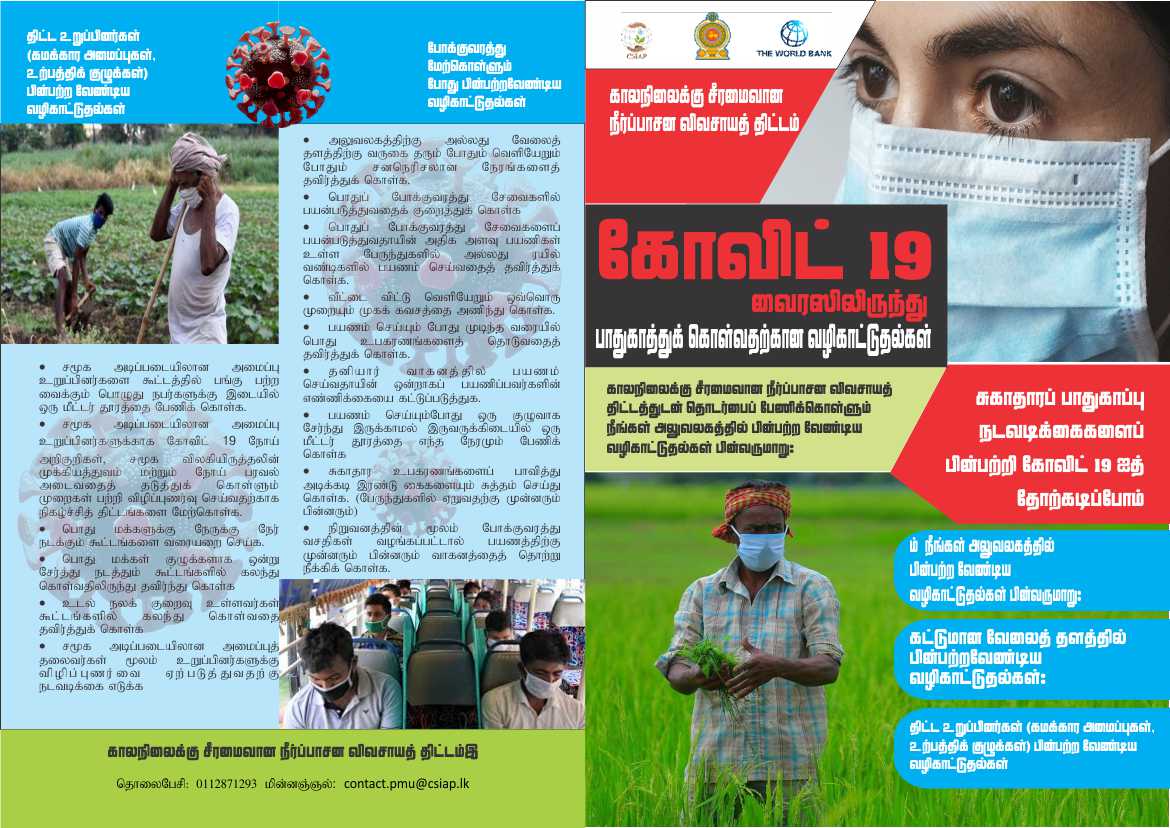 திட்ட உறுப்பினர்கள்
(கமக்கார அமைப்புகள்,
உற்பத்திக் குழுக்கள்)
பின்பற்ற வேண்டிய
வழிகாட்டுதல்கள்
போக்குவரத்து
மேற்கொள்ளும்
போது பின்பற்றவேண்டிய
வழிகாட்டுதல்கள்
• சமூக அடிப்படையிலான அமைப்பு
உறுப்பினர்களை கூட்டத்தில் பங்கு பற்ற
வைக்கும் பொழுது நபர்களுக்கு இடையில்
ஒரு மீட்டர் தூரத்தை பேணிக் கொள்க.
• சமூக அடிப்படையிலான அமைப்பு
உறுப்பினர்களுக்காக கோவிட் 19 நோய்
அறிகுறிகள், சமூக விலகியிருத்தலின்
முக்கியத்துவம் மற்றும் நோய் பரவல்
அடைவதைத் தடுத்துக் கொள்ளும்
முறைகள் பற்றி விழிப்புணர்வு செய்வதற்காக
நிகழ்ச்சித் திட்டங்களை மேற்கொள்க.
• பொது மக்களுக்கு நேருக்கு நேர்
நடக்கும் கூட்டங்களை வரையறை செய்க.
• பொது மக்கள் குழுக்களாக ஒன்று
சேர்த்து நடத்தும் கூட்டங்களில் கலந்து
கொள்வதிலிருந்து தவிர்ந்து கொள்க
• உடல் நலக் குறைவு உள்ளவர்கள்
கூட்டங்களில் கலந்து கொள்வதை
தவிர்த்துக் கொள்க
• சமூக அடிப்படையிலான அமைப்புத்
தலைவர்கள் மூலம் உறுப்பினர்களுக்கு
விழிப்புணர்வை ஏற்படுத்துவதற்கு
நடவடிக்கை எடுக்க
• அலுவலகத்திற்கு அல்லது வேலைத்
தளத்திற்கு வருகை தரும் போதும் வெளியேறும்
போதும் சனநெரிசலான நேரங்களைத்
தவிர்த்துக் கொள்க.
• பொதுப் போக்குவரத்து சேவைகளில்
பயன்படுத்துவதைக் குறைத்துக் கொள்க
• பொதுப் போக்குவரத்து சேவைகளைப்
பயன்படுத்துவதாயின் அதிக அளவு பயணிகள்
உள்ள பேருந்துகளில் அல்லது ரயில்
வண்டிகளில் பயணம் செய்வதைத் தவிர்த்துக்
கொள்க.
• வீட்டை விட்டு வெளியேறும் ஒவ்வொரு
முறையும் முகக் கவசத்தை அணிந்து கொள்க.
• பயணம் செய்யும் போது முடிந்த வரையில்
பொது உபகரணங்களைத் தொடுவதைத்
தவிர்த்துக் கொள்க.
• தனியார் வாகனத்தில் பயணம்
செய்வதாயின் ஒன்றாகப் பயணிப்பவர்களின்
எண்ணிக்கையை கட்டுப்படுத்துக.
• பயணம் செய்யும்போது ஒரு குழுவாக
சேர்ந்து இருக்காமல் இருவருக்கிடையில் ஒரு
மீட்டர் தூரத்தை எந்த நேரமும் பேணிக்
கொள்க
• சுகாதார உபகரணங்களைப் பாவித்து
அடிக்கடி இரண்டு கைகளையும் சுத்தம் செய்து
கொள்க. (பேருந்துகளில் ஏறுவதற்கு முன்னரும்
பின்னரும்)
• நிறுவனத்தின் மூலம் போக்குவரத்து
வசதிகள் வழங்கப்பட்டால் பயணத்திற்கு
முன்னரும் பின்னரும் வாகனத்தைத் தொற்று
நீக்கிக் கொள்க.
காலநிலைக்கு சீரமைவான நீர்ப்பாசன விவசாயத் திட்டம்இ
தொலைபேசி: 0112871293 மின்னஞ்ஞல்: contact.pmu@csiap.lk
CSIAP
THE WORLD BANK
காலநிலைக்கு சீரமைவான
நீர்ப்பாசன விவசாயத் திட்டம்
கோவிட் 19
வைரஸிலிருந்து
பாதுகாத்துக் கொள்வதற்கான வழிகாட்டுதல்கள்
காலநிலைக்கு சீரமைவான நீர்ப்பாசன விவசாயத்
திட்டத்துடன் தொடர்பைப் பேணிக்கொள்ளும்
நீங்கள் அலுவலகத்தில் பின்பற்ற வேண்டிய
வழிகாட்டுதல்கள் பின்வருமாறு:
சுகாதாரப் பாதுகாப்பு
நடவடிக்கைகளைப்
பின்பற்றி கோவிட் 19 ஐத்
தோற்கடிப்போம்
ம் நீங்கள் அலுவலகத்தில்
பின்பற்ற வேண்டிய
வழிகாட்டுதல்கள் பின்வருமாறு:
கட்டுமான வேலைத் தளத்தில்
பின்பற்றவேண்டிய
வழிகாட்டுதல்கள்:
திட்ட உறுப்பினர்கள் (கமக்கார அமைப்புகள்,
உற்பத்திக் குழுக்கள்) பின்பற்ற வேண்டிய
வழிகாட்டுதல்கள்